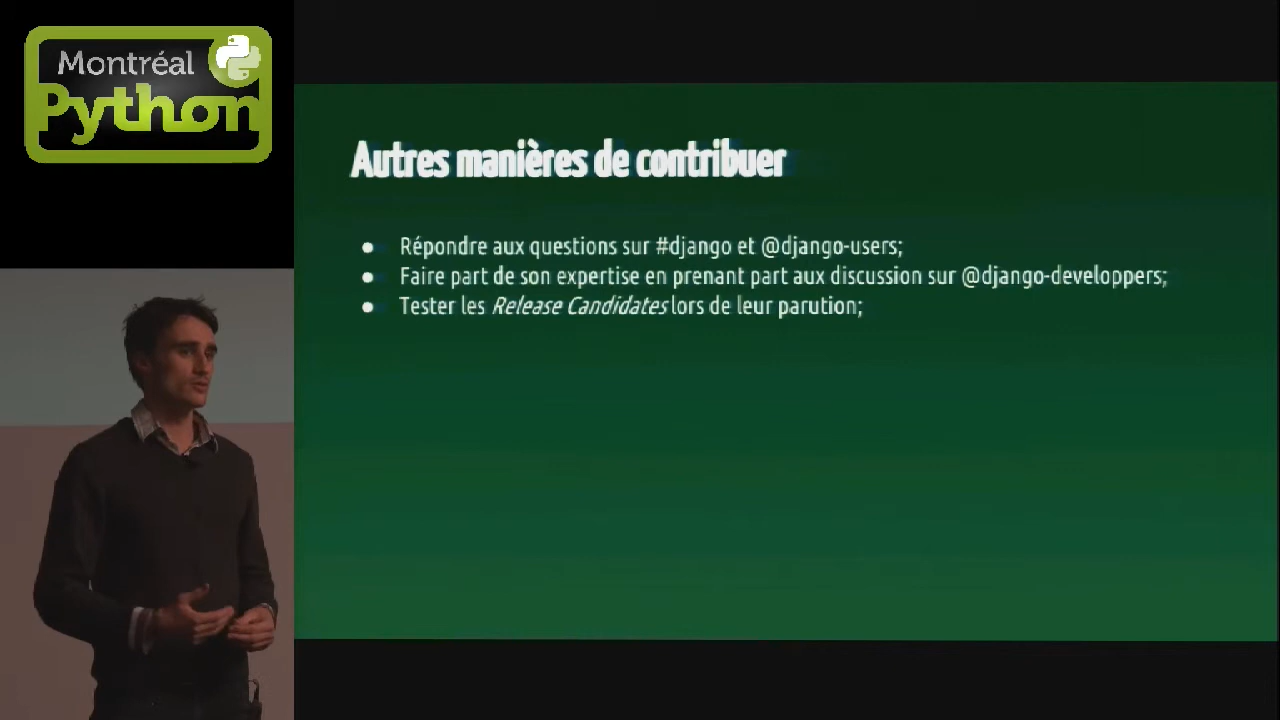 Montréal
Python
Autres manières de contribuer
● Répondre aux questions sur #django et @django-users;
● Faire part de son expertise en prenant part aux discussion sur @django-developpers;
● Tester les Release Candidates lors de leur parution;